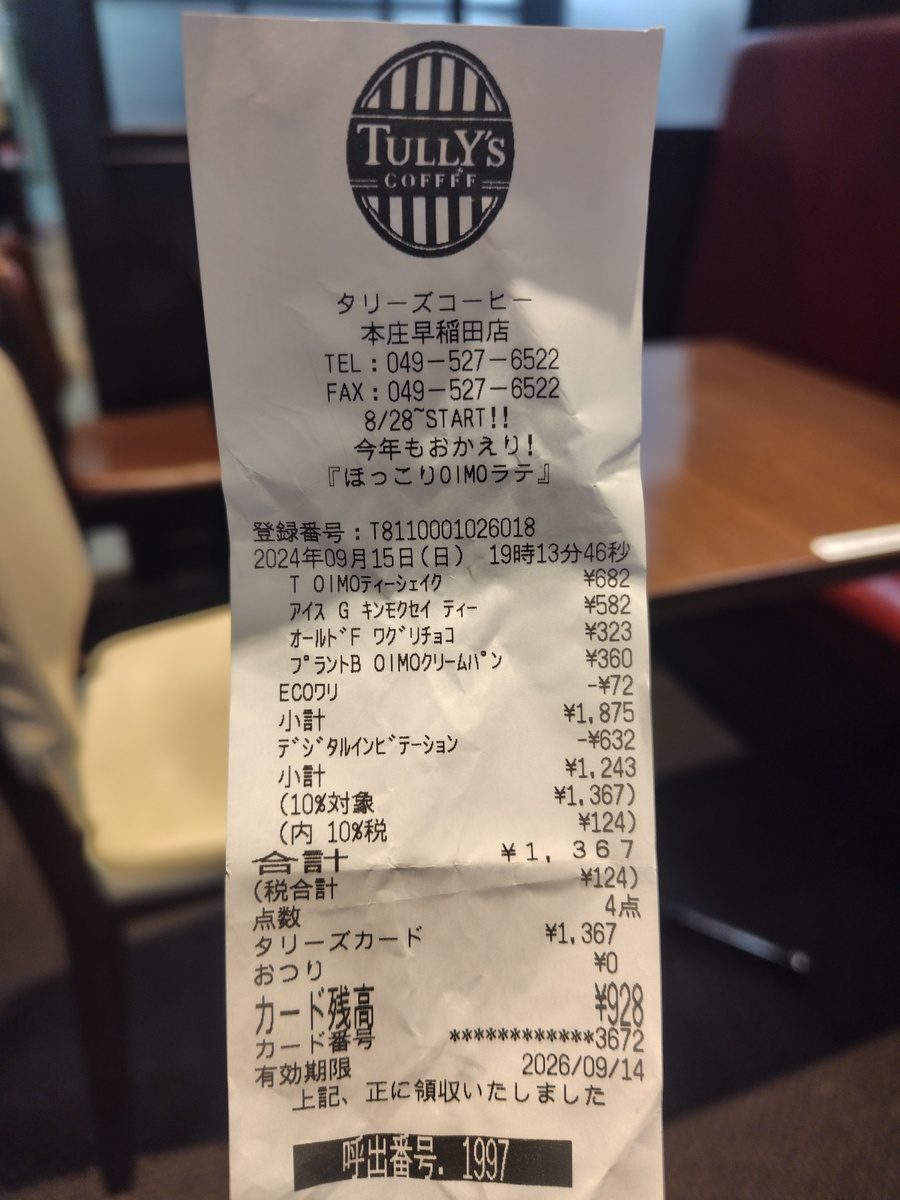 TULLY'S
COFFEE
タリーズコーヒー
本庄早稲田店
TEL：049−527−6522
FAX：049−527−6522
8/28~START!!
今年もおかえり!
『ほっこりOIMOラテ』
登録番号：T8110001026018
2024年09月15日(日) 19時13分46秒
T OIMOティーシェイク ¥682
アイス G キンモクセイ ティー ¥582
オールドF ワグリチョコ ¥323
プラントB OIMOクリームパン ¥360
ECOワリ -¥72
小計 ¥1,875
デジタルインビテーション -¥632
小計 ¥1,243
(10%対象 ¥1,367)
(内 10%税 ¥124)
合計 ¥1,367
(税合計 ¥124)
点数 4点
タリーズカード ¥1,367
おつり ¥0
カード残高 ¥928
カード番号 ************3672
有効期限 2026/09/14
上記、正に領収いたしました
呼出番号. 1997